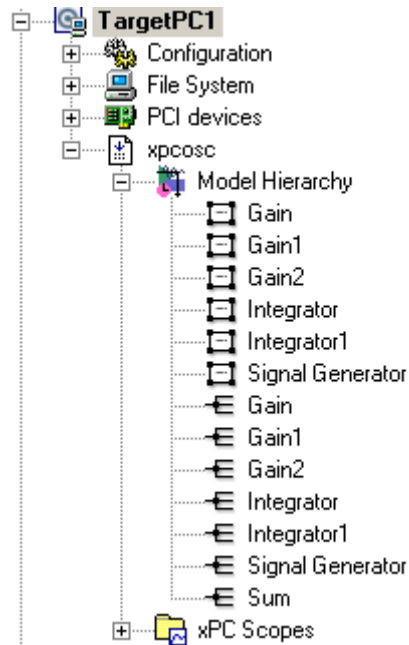 TargetPC1
Configuration
File System
PCI devices
xpcosc
Model Hierarchy
Gain
Gain1
Gain2
Integrator
Integrator1
Signal Generator
Gain
Gain1
Gain2
Integrator
Integrator1
Signal Generator
Sum
xPC Scopes